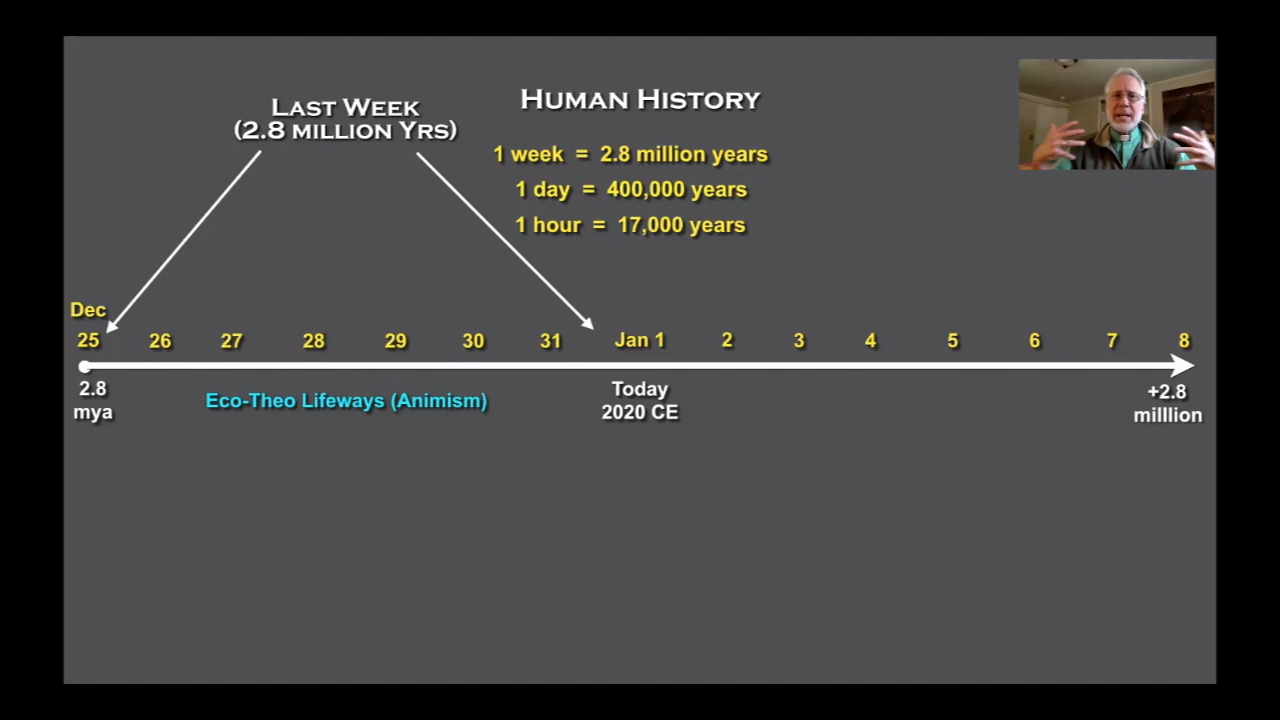 LAST WEEK
(2.8 MILLION YRS)
HUMAN HISTORY
1 week = 2.8 million years
1 day = 400,000 years
1 hour = 17,000 years
Dec
25 26 27 28 29 30 31 Jan 1 2 3 4 5 6 7 8
2.8
mya
Eco-Theo Lifeways (Animism)
Today
2020 CE
+2.8
milllion